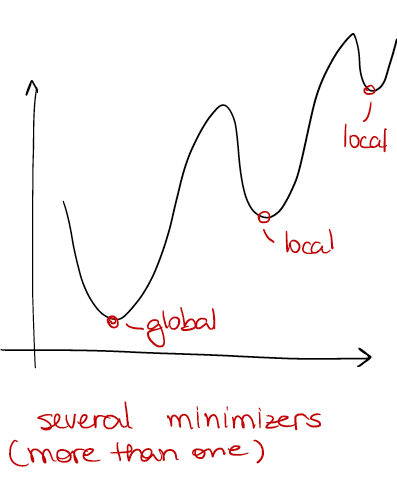 local
local
global
several minimizers
(more than one)